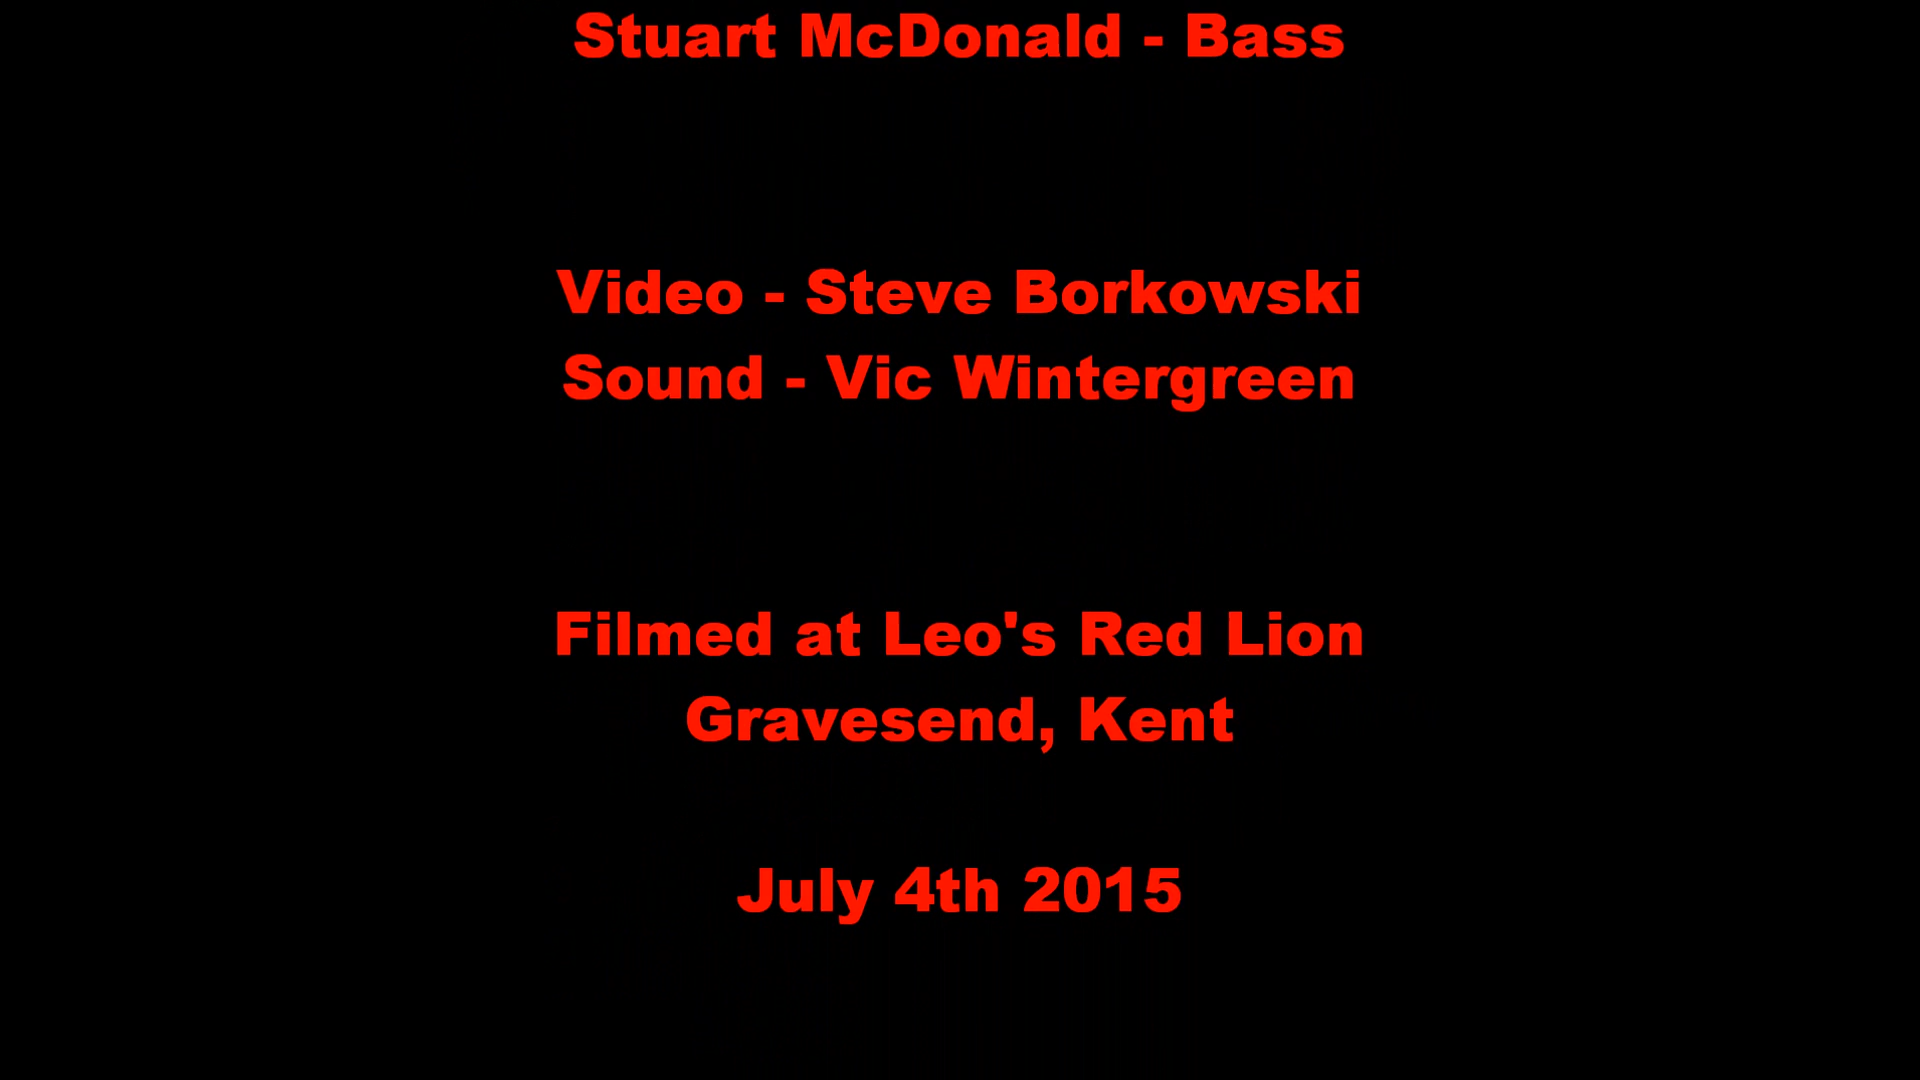 Stuart McDonald - Bass
Video - Steve Borkowski
Sound - Vic Wintergreen
Filmed at Leo's Red Lion
Gravesend, Kent
July 4th 2015